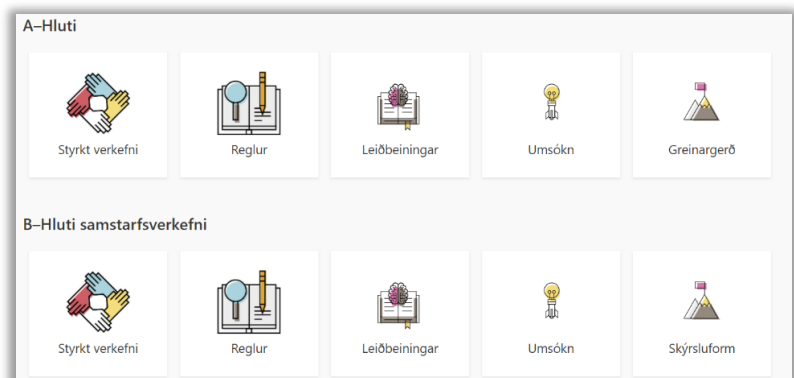 A–Hluti
Styrkt verkefni
Reglur
Leiðbeiningar
Umsókn
Greinargerð
B–Hluti samstarfsverkefni
Styrkt verkefni
Reglur
Leiðbeiningar
Umsókn
Skýrsluform